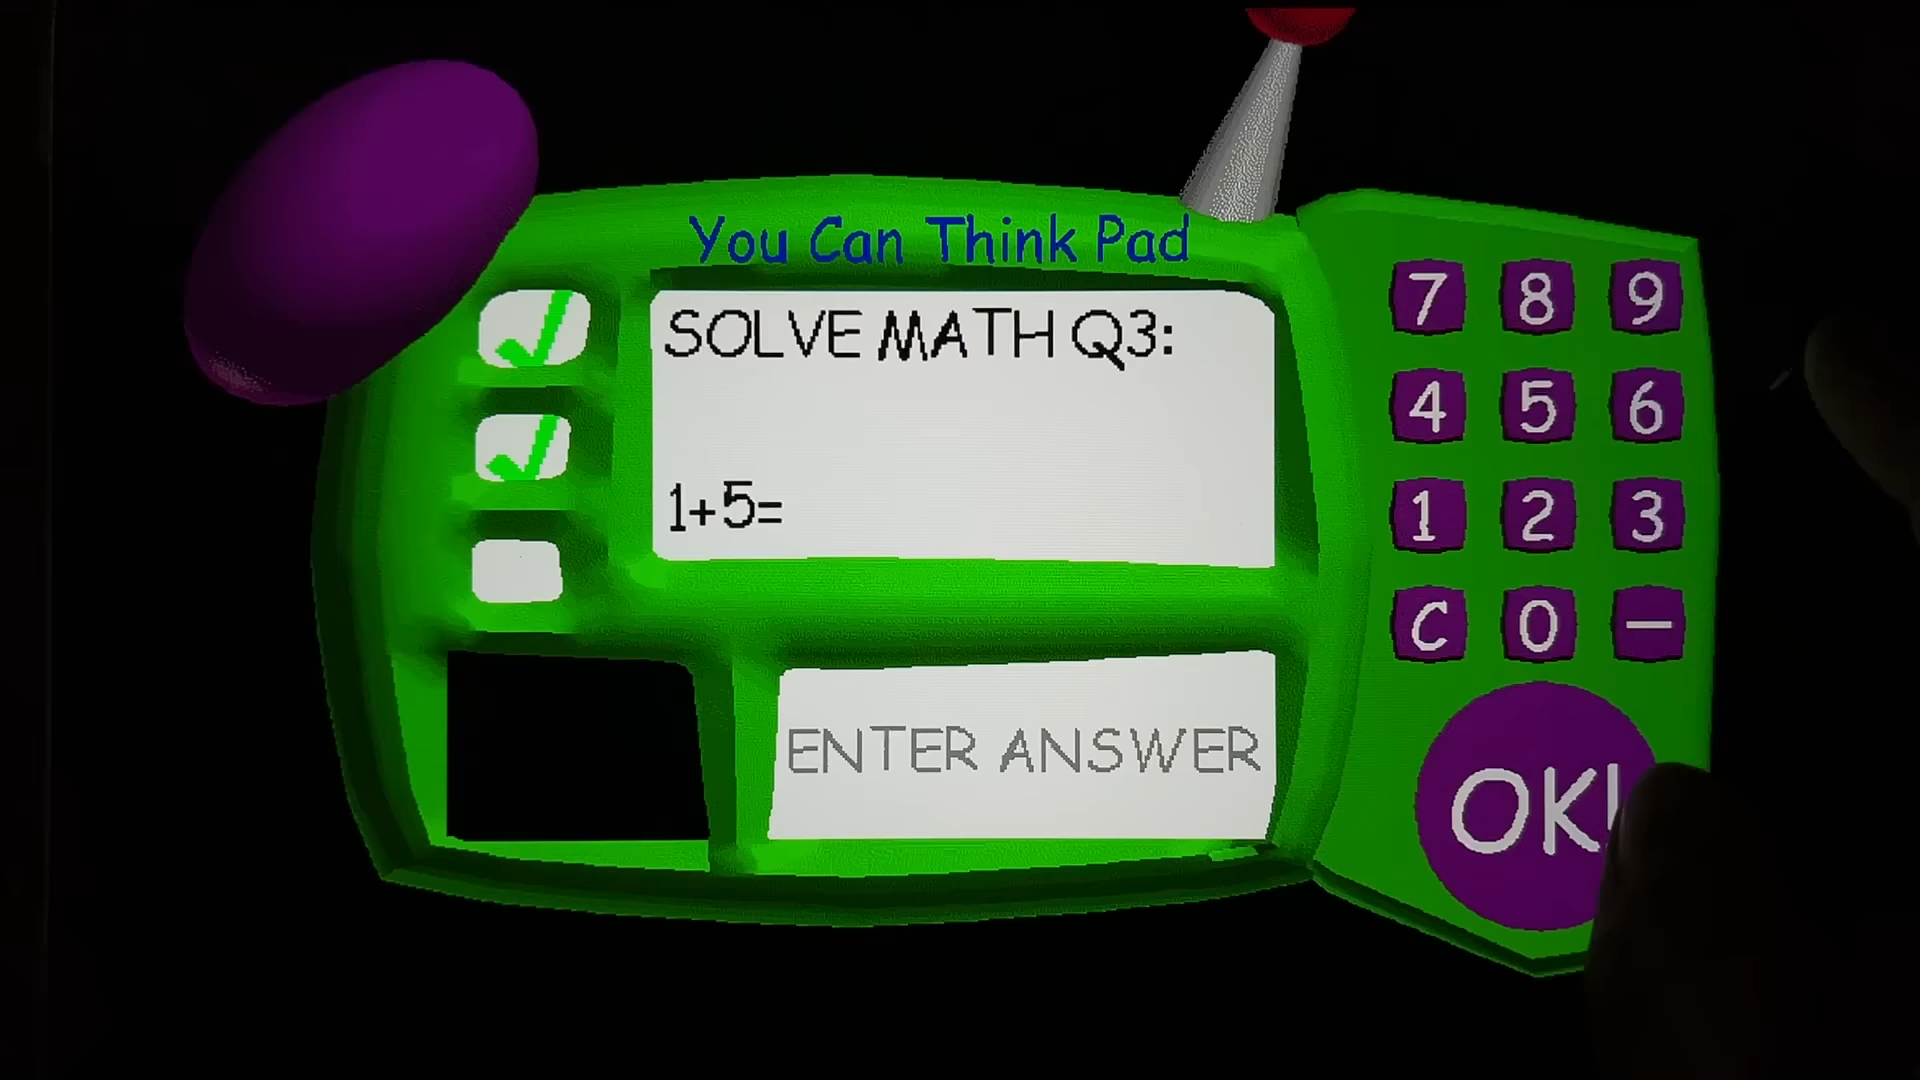 You Can Think Pad
SOLVE MATH Q3:
1+5=
ENTER ANSWER
7 8 9
4 5 6
1 2 3
C 0 –
OK!